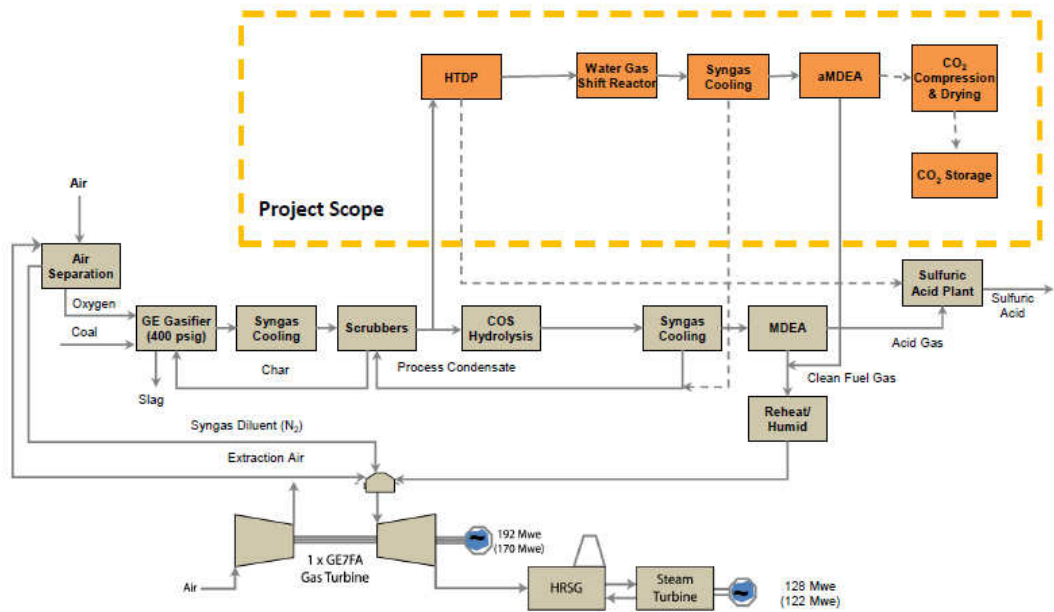 HTDP
Water Gas
Shift Reactor
Syngas
Cooling
aMDEA
CO2
Compression
& Drying
CO2 Storage
Project Scope
Air
Air
Separation
Oxygen
Coal
GE Gasifier
(400 psig)
Syngas
Cooling
Scrubbers
COS
Hydrolysis
Syngas
Cooling
MDEA
Sulfuric
Acid Plant
Sulfuric
Acid
Acid Gas
Char
Process Condensate
Clean Fuel Gas
Slag
Reheat/
Humid
Syngas Diluent (N2)
Extraction Air
192 Mwe
(170 Mwe)
1 x GE7FA
Gas Turbine
Air
HRSG
Steam
Turbine
128 Mwe
(122 Mwe)